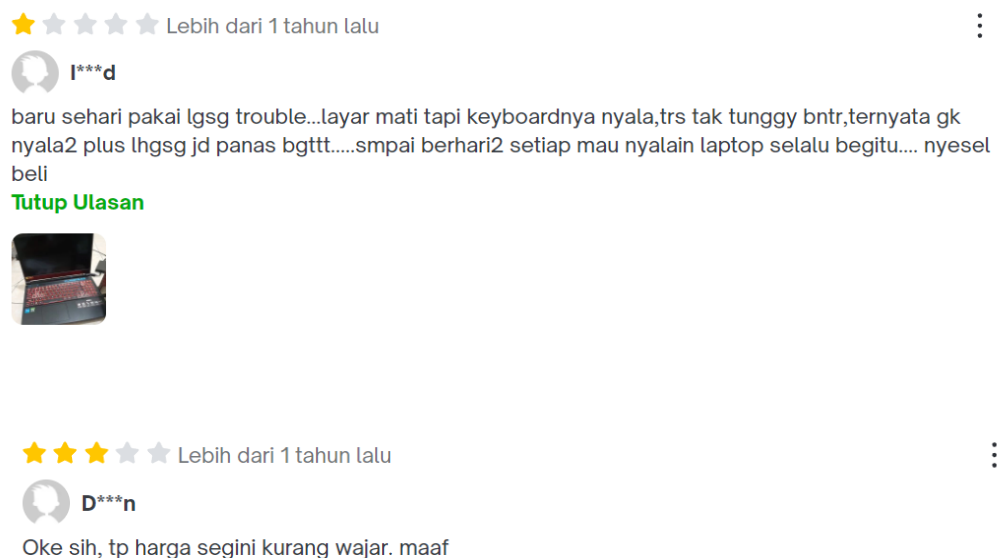 Lebih dari 1 tahun lalu
l***d
baru sehari pakai lgsg trouble...layar mati tapi keyboardnya nyala,trs tak tunggy bntr,ternyata gk
nyala2 plus lhgsg jd panas bgttt.....smpai berhari2 setiap mau nyalain laptop selalu begitu.... nyesel
beli
Tutup Ulasan
Lebih dari 1 tahun lalu
D***n
Oke sih, tp harga segini kurang wajar. maaf